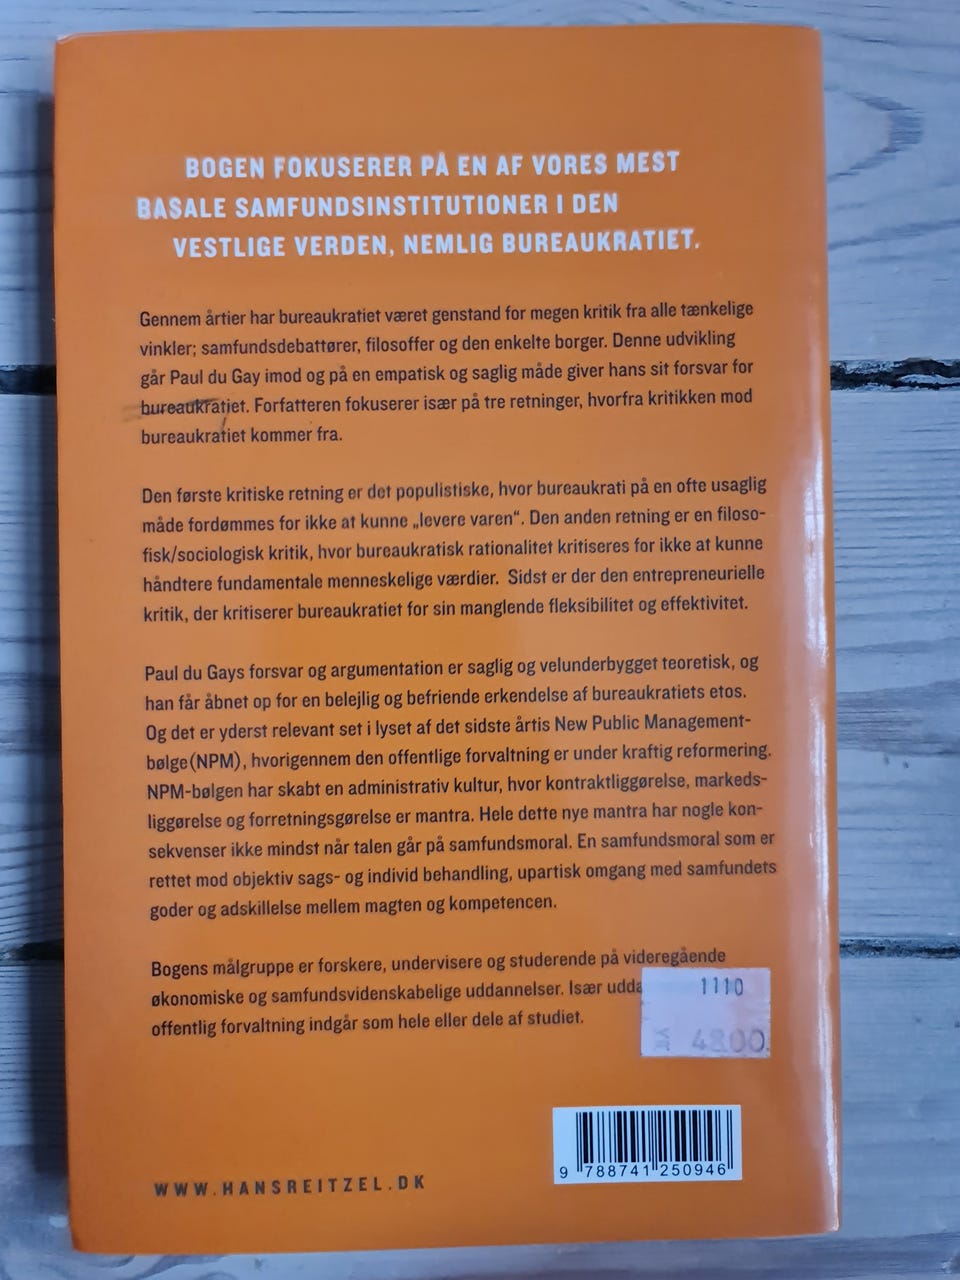 BOGEN FOKUSERER PÅ EN AF VORES MEST
BASALE SAMFUNDSINSTITUTIONER I DEN
VESTLIGE VERDEN, NEMLIG BUREAUKRATIET.
Gennem årtier har bureaukratiet været genstand for megen kritik fra alle tænkelige
vinkler; samfundsdebattører, filosoffer og den enkelte borger. Denne udvikling
går Paul du Gay imod og på en empatisk og saglig måde giver hans sit forsvar for
bureaukratiet. Forfatteren fokuserer især på tre retninger, hvorfra kritikken mod
bureaukratiet kommer fra.
Den første kritiske retning er det populistiske, hvor bureaukrati på en ofte usaglig
måde fordømmes for ikke at kunne „levere varen“. Den anden retning er en filoso-
fisk/sociologisk kritik, hvor bureaukratisk rationalitet kritiseres for ikke at kunne
håndtere fundamentale menneskelige værdier. Sidst er der den entrepreneurielle
kritik, der kritiserer bureaukratiet for sin manglende fleksibilitet og effektivitet.
Paul du Gays forsvar og argumentation er saglig og velunderbygget teoretisk, og
han får åbnet op for en belejlig og befriende erkendelse af bureaukratiets etos.
Og det er yderst relevant set i lyset af det sidste årtis New Public Management-
bølge(NPM), hvorigennem den offentlige forvaltning er under kraftig reformering.
NPM-bølgen har skabt en administrativ kultur, hvor kontraktliggørelse, markeds-
liggørelse og forretningsgørelse er mantra. Hele dette nye mantra har nogle kon-
sekvenser ikke mindst når talen går på samfundsmoral. En samfundsmoral som er
rettet mod objektiv sags- og individ behandling, upartisk omgang med samfundets
goder og adskillelse mellem magten og kompetencen.
Bogens målgruppe er forskere, undervisere og studerende på videregående
økonomiske og samfundsvidenskabelige uddannelser. Især udda
offentlig forvaltning indgår som hele eller dele af studiet.
1110
48.00
9 788741 250946
WWW.HANSREITZEL.DK